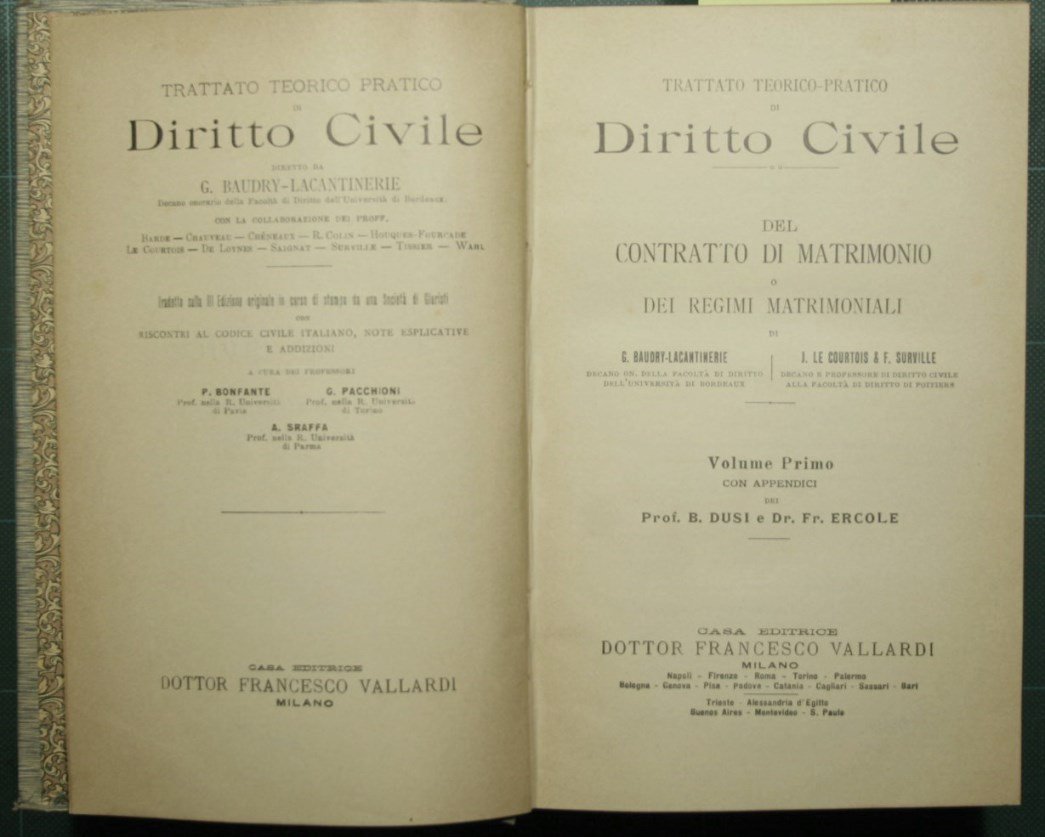 TRATTATO TEORICO PRATICO
DI
Diritto Civile
DIRETTO DA
G. BAUDRY-LACANTINERIE
Decano onorario della Facoltà di Diritto dell'Università di Bordeaux.
CON LA COLLABORAZIONE DEI PROFF.
BARDE — CHAUVEAU — CHÉNEAUX — R. COLIN — HOUQUES-FOURCADE
LE COURTOIS — DE LOYNES — SAIGNAT — SURVILLE — TISSIER — WAHL
Tradotto sulla III Edizione originale in corso di stampa da una Società di Giuristi
CON
RISCONTRI AL CODICE CIVILE ITALIANO, NOTE ESPLICATIVE
E ADDIZIONI
A CURA DEI PROFESSORI
P. BONFANTE G. PACCHIONI
Prof. nella R. Università Prof. nella R. Università
di Pavia di Torino
A. SRAFFA
Prof. nella R. Università
di Parma
CASA EDITRICE
DOTTOR FRANCESCO VALLARDI
MILANO
TRATTATO TEORICO-PRATICO
DI
Diritto Civile
DEL
CONTRATTO DI MATRIMONIO
O
DEI REGIMI MATRIMONIALI
DI
G. BAUDRY-LACANTINERIE J. LE COURTOIS & F. SURVILLE
DECANO ON. DELLA FACOLTÀ DI DIRITTO DECANO E PROFESSORE DI DIRITTO CIVILE
DELL'UNIVERSITÀ DI BORDEAUX ALLA FACOLTÀ DI DIRITTO DI POITIERS
Volume Primo
CON APPENDICI
DEI
Prof. B. DUSI e Dr. Fr. ERCOLE
CASA EDITRICE
DOTTOR FRANCESCO VALLARDI
MILANO
Napoli - Firenze - Roma - Torino - Palermo
Bologna - Genova - Pisa - Padova - Catania - Cagliari - Sassari - Bari
Trieste - Alessandria d'Egitto
Buenos Aires - Montevideo - S. Paulo